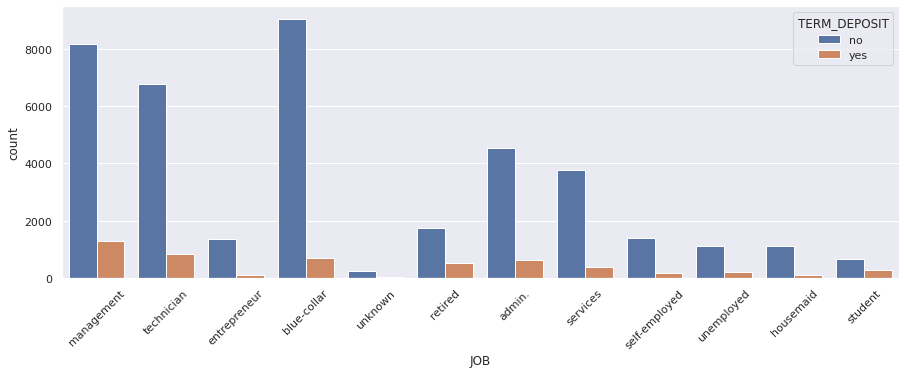 TERM_DEPOSIT
no
yes
8000
6000
4000
2000
0
count
management
technician
entrepreneur
blue-collar
unknown
retired
admin.
services
self-employed
unemployed
housemaid
student
JOB